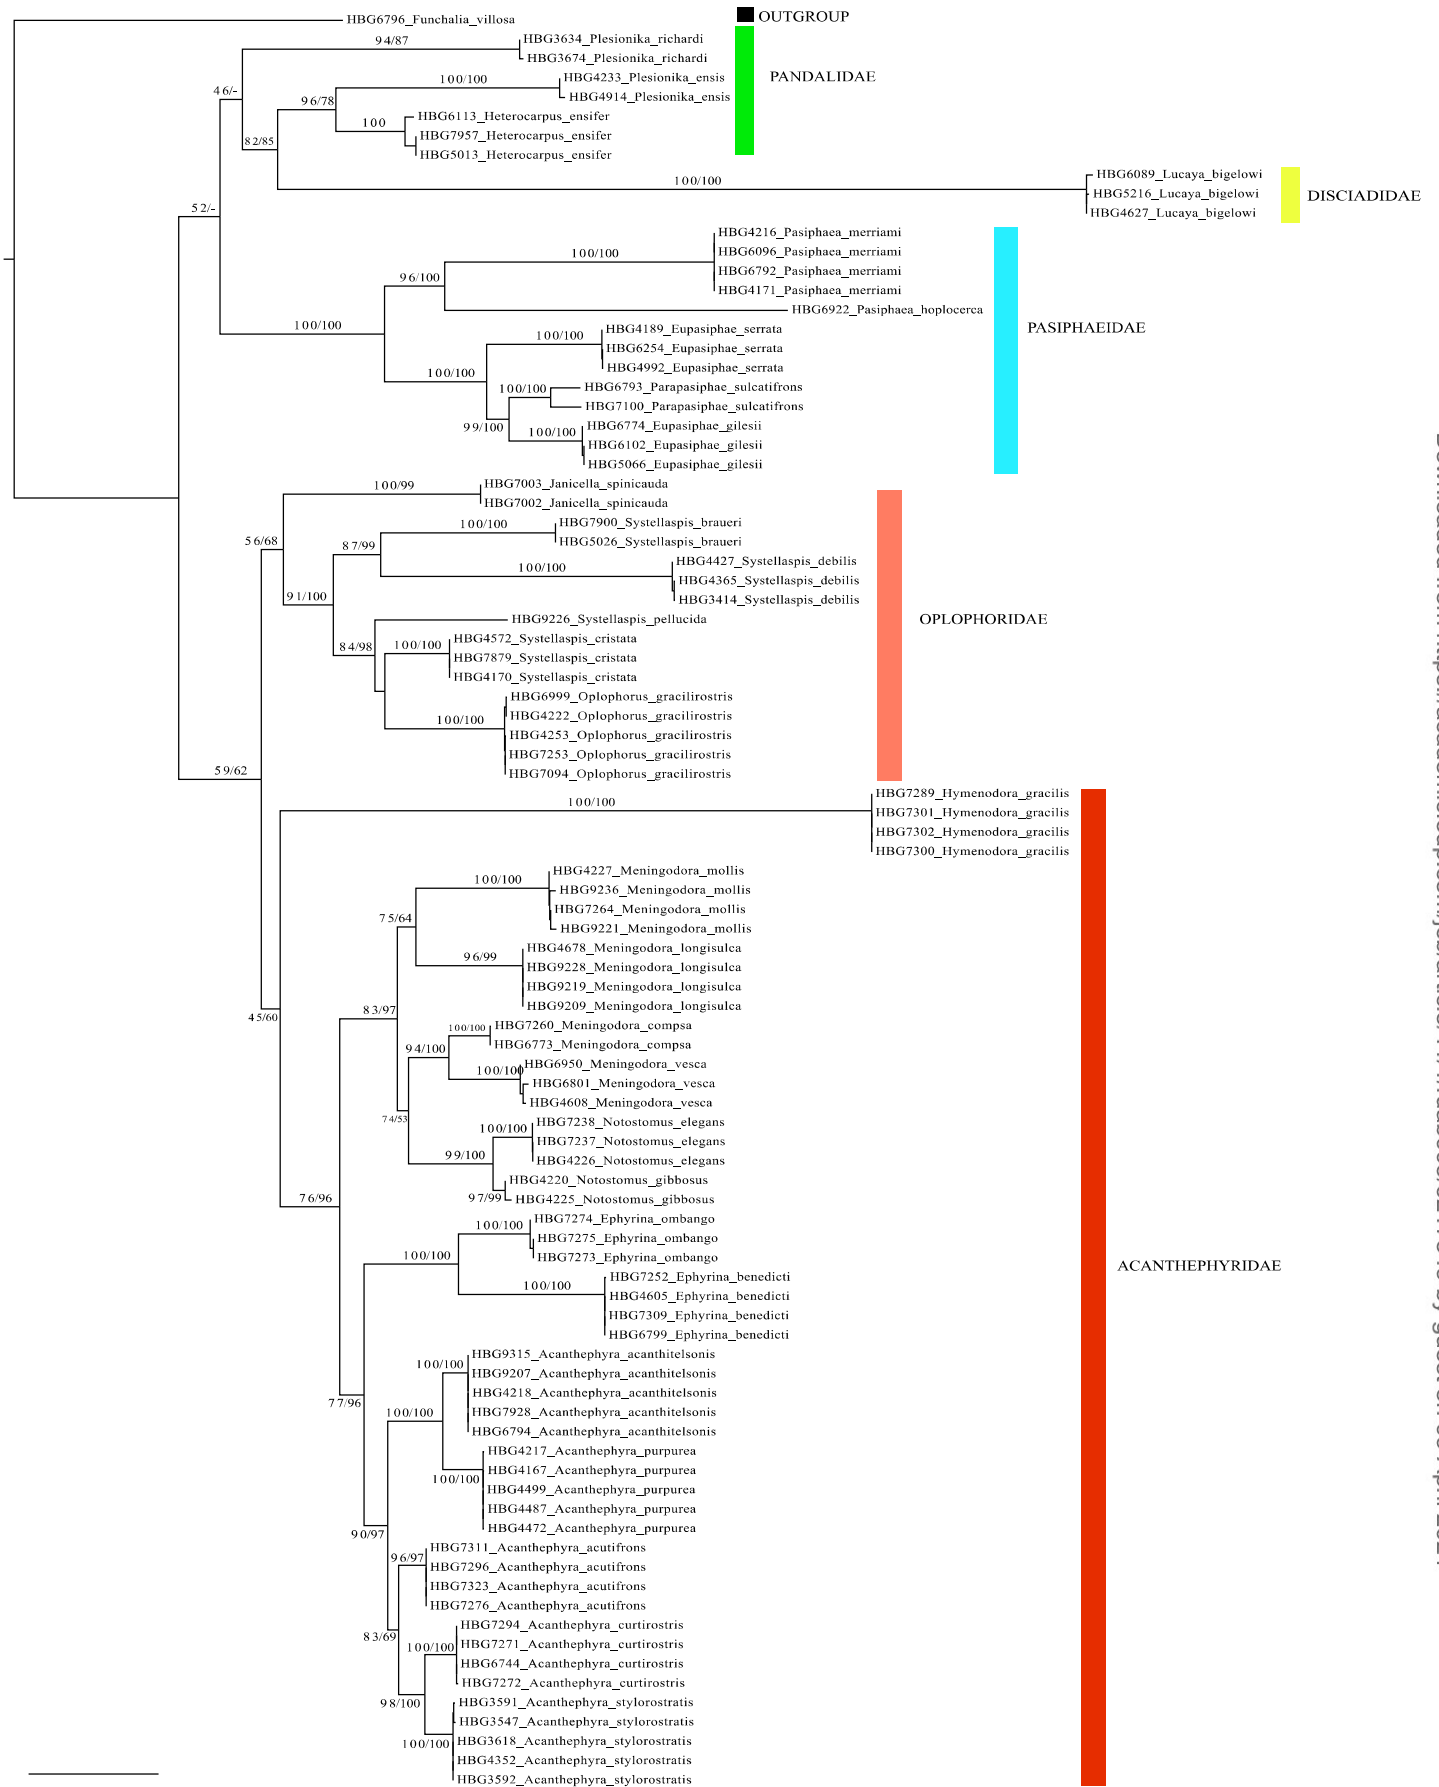 HBG6796_Funchalia_villosa
OUTGROUP
94/87
HBG3634_Plesionika_richardi
HBG3674_Plesionika_richardi
PANDALIDAE
46/-
100/100
HBG4233_Plesionika_ensis
HBG4914_Plesionika_ensis
96/78
100
HBG6113_Heterocarpus_ensifer
HBG7957_Heterocarpus_ensifer
HBG5013_Heterocarpus_ensifer
82/85
100/100
HBG6089_Lucaya_bigelowi
HBG5216_Lucaya_bigelowi
HBG4627_Lucaya_bigelowi
DISCIADIDAE
52/-
HBG4216_Pasiphaea_merriami
100/100
HBG6096_Pasiphaea_merriami
HBG6792_Pasiphaea_merriami
HBG4171_Pasiphaea_merriami
96/100
HBG6922_Pasiphaea_hoplocerca
PASIPHAEIDAE
100/100
100/100
HBG4189_Eupasiphae_serrata
HBG6254_Eupasiphae_serrata
HBG4992_Eupasiphae_serrata
100/100
100/100
HBG6793_Parapasiphae_sulcatifrons
HBG7100_Parapasiphae_sulcatifrons
99/100
100/100
HBG6774_Eupasiphae_gilesii
HBG6102_Eupasiphae_gilesii
HBG5066_Eupasiphae_gilesii
100/99
HBG7003_Janicella_spinicauda
HBG7002_Janicella_spinicauda
56/68
100/100
HBG7900_Systellaspis_braueri
HBG5026_Systellaspis_braueri
87/99
100/100
HBG4427_Systellaspis_debilis
HBG4365_Systellaspis_debilis
HBG3414_Systellaspis_debilis
91/100
HBG9226_Systellaspis_pellucida
OPLOPHORIDAE
84/98
100/100
HBG4572_Systellaspis_cristata
HBG7879_Systellaspis_cristata
HBG4170_Systellaspis_cristata
100/100
HBG6999_Oplophorus_gracilirostris
HBG4222_Oplophorus_gracilirostris
HBG4253_Oplophorus_gracilirostris
HBG7253_Oplophorus_gracilirostris
HBG7094_Oplophorus_gracilirostris
59/62
100/100
HBG7289_Hymenodora_gracilis
HBG7301_Hymenodora_gracilis
HBG7302_Hymenodora_gracilis
HBG7300_Hymenodora_gracilis
100/100
HBG4227_Meningodora_mollis
HBG9236_Meningodora_mollis
HBG7264_Meningodora_mollis
HBG9221_Meningodora_mollis
75/64
96/99
HBG4678_Meningodora_longisulca
HBG9228_Meningodora_longisulca
HBG9219_Meningodora_longisulca
HBG9209_Meningodora_longisulca
45/60
83/97
100/100
HBG7260_Meningodora_compsa
HBG6773_Meningodora_compsa
94/100
100/100
HBG6950_Meningodora_vesca
HBG6801_Meningodora_vesca
HBG4608_Meningodora_vesca
74/53
100/100
HBG7238_Notostomus_elegans
HBG7237_Notostomus_elegans
HBG4226_Notostomus_elegans
99/100
97/99
HBG4220_Notostomus_gibbosus
HBG4225_Notostomus_gibbosus
76/96
100/100
HBG7274_Ephyrina_ombango
HBG7275_Ephyrina_ombango
HBG7273_Ephyrina_ombango
100/100
100/100
HBG7252_Ephyrina_benedicti
HBG4605_Ephyrina_benedicti
HBG7309_Ephyrina_benedicti
HBG6799_Ephyrina_benedicti
ACANTHEPHYRIDAE
77/96
100/100
HBG9315_Acanthephyra_acanthitelsonis
HBG9207_Acanthephyra_acanthitelsonis
HBG4218_Acanthephyra_acanthitelsonis
HBG7928_Acanthephyra_acanthitelsonis
HBG6794_Acanthephyra_acanthitelsonis
100/100
100/100
HBG4217_Acanthephyra_purpurea
HBG4167_Acanthephyra_purpurea
HBG4499_Acanthephyra_purpurea
HBG4487_Acanthephyra_purpurea
HBG4472_Acanthephyra_purpurea
90/97
96/97
HBG7311_Acanthephyra_acutifrons
HBG7296_Acanthephyra_acutifrons
HBG7323_Acanthephyra_acutifrons
HBG7276_Acanthephyra_acutifrons
83/69
100/100
HBG7294_Acanthephyra_curtirostris
HBG7271_Acanthephyra_curtirostris
HBG6744_Acanthephyra_curtirostris
HBG7272_Acanthephyra_curtirostris
98/100
100/100
HBG3591_Acanthephyra_stylorostratis
HBG3547_Acanthephyra_stylorostratis
HBG3618_Acanthephyra_stylorostratis
HBG4352_Acanthephyra_stylorostratis
HBG3592_Acanthephyra_stylorostratis